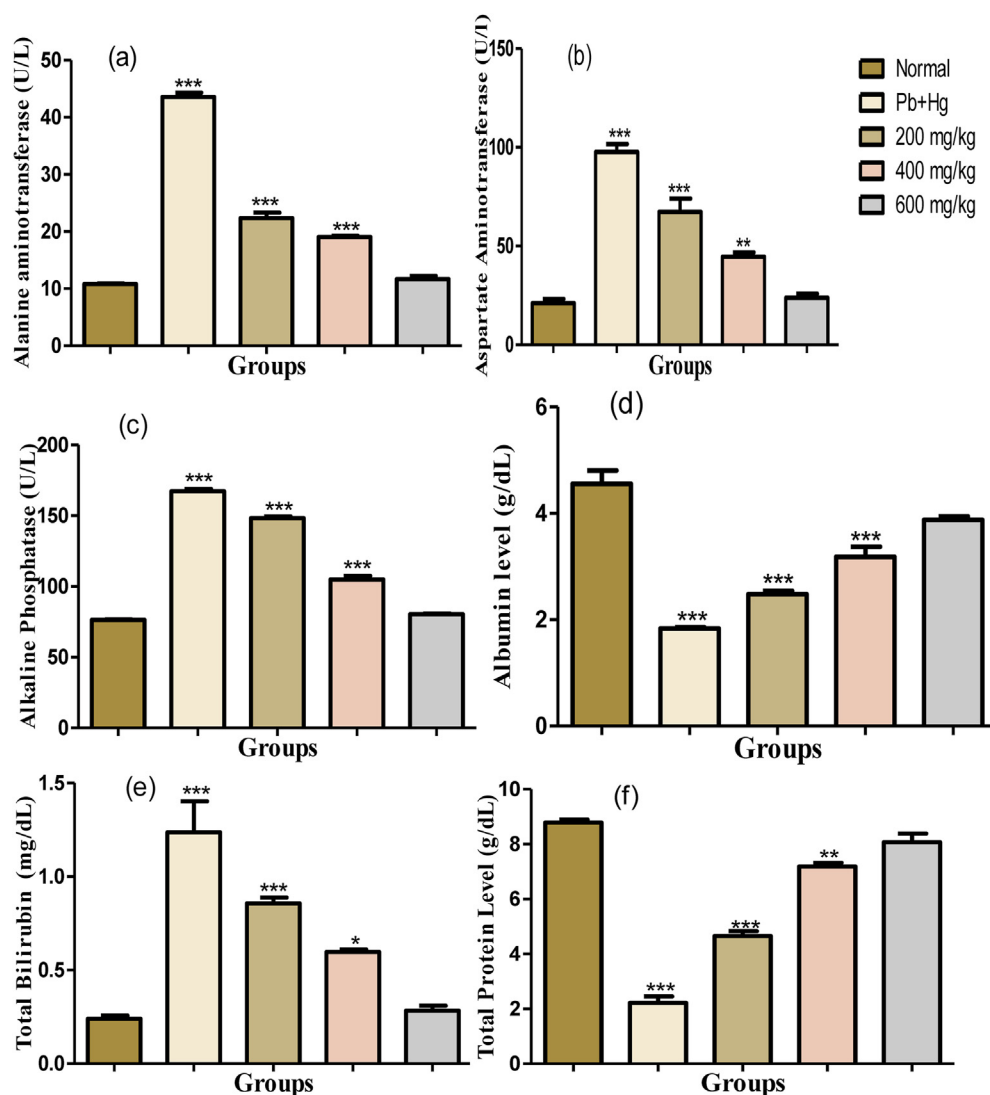 (a)
Alanine aminotransferase (U/L)
50
40
30
20
10
0
***
***
***
Groups
(b)
Aspartate Aminotransferase (U/I)
150
100
50
0
***
***
**
Groups
Normal
Pb+Hg
200 mg/kg
400 mg/kg
600 mg/kg
(c)
Alkaline Phosphatase (U/L)
200
150
100
50
0
***
***
***
Groups
(d)
Albumin level (g/dL)
6
4
2
0
***
***
***
Groups
(e)
Total Bilirubin (mg/dL)
1.5
1.0
0.5
0.0
***
***
*
Groups
(f)
Total Protein Level (g/dL)
10
8
6
4
2
0
***
***
**
Groups